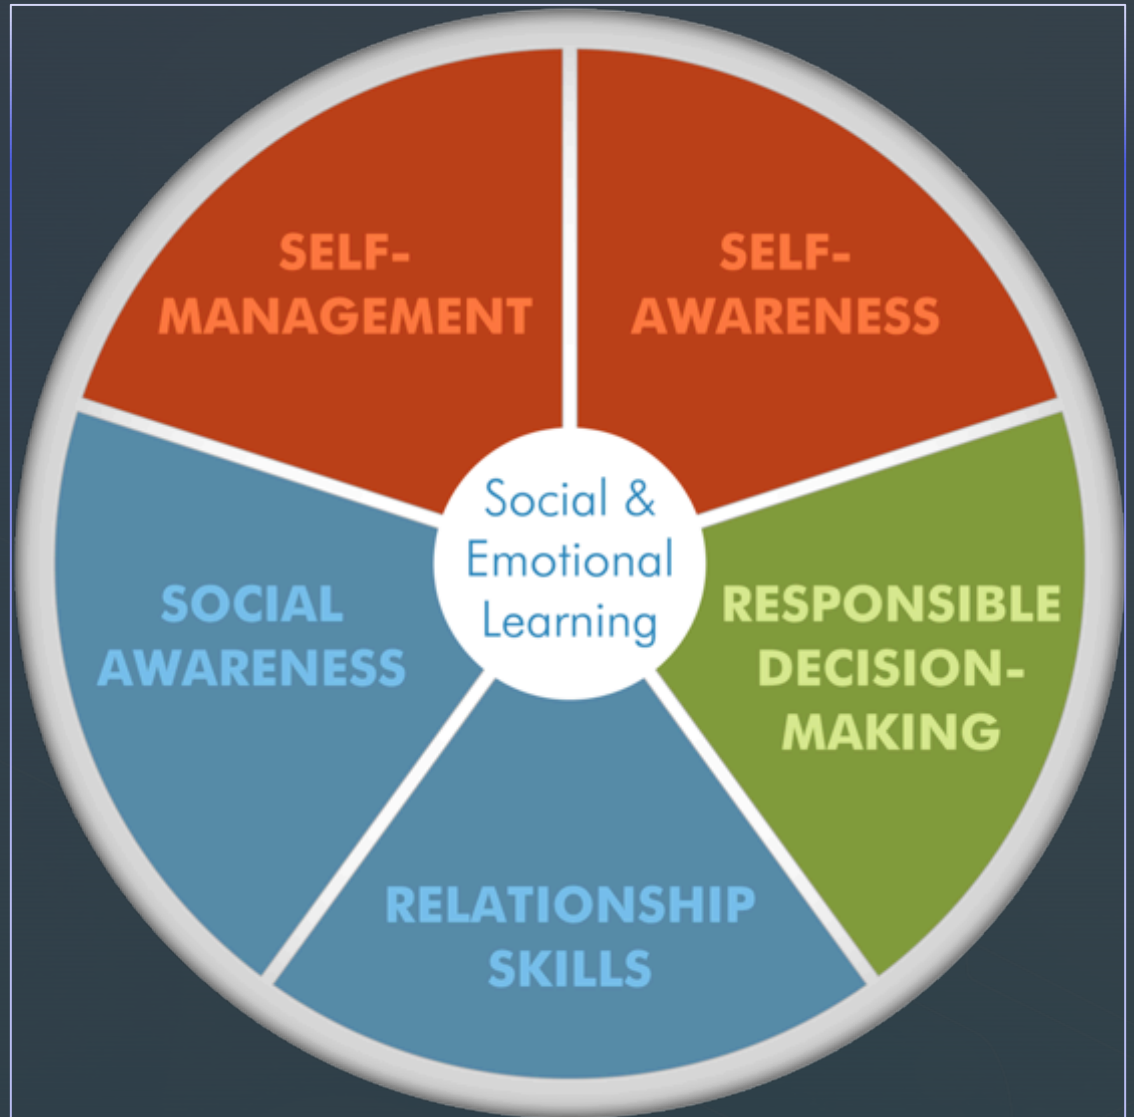 SELF-
MANAGEMENT
SELF-
AWARENESS
Social &
Emotional
Learning
SOCIAL
AWARENESS
RESPONSIBLE
DECISION-
MAKING
RELATIONSHIP
SKILLS